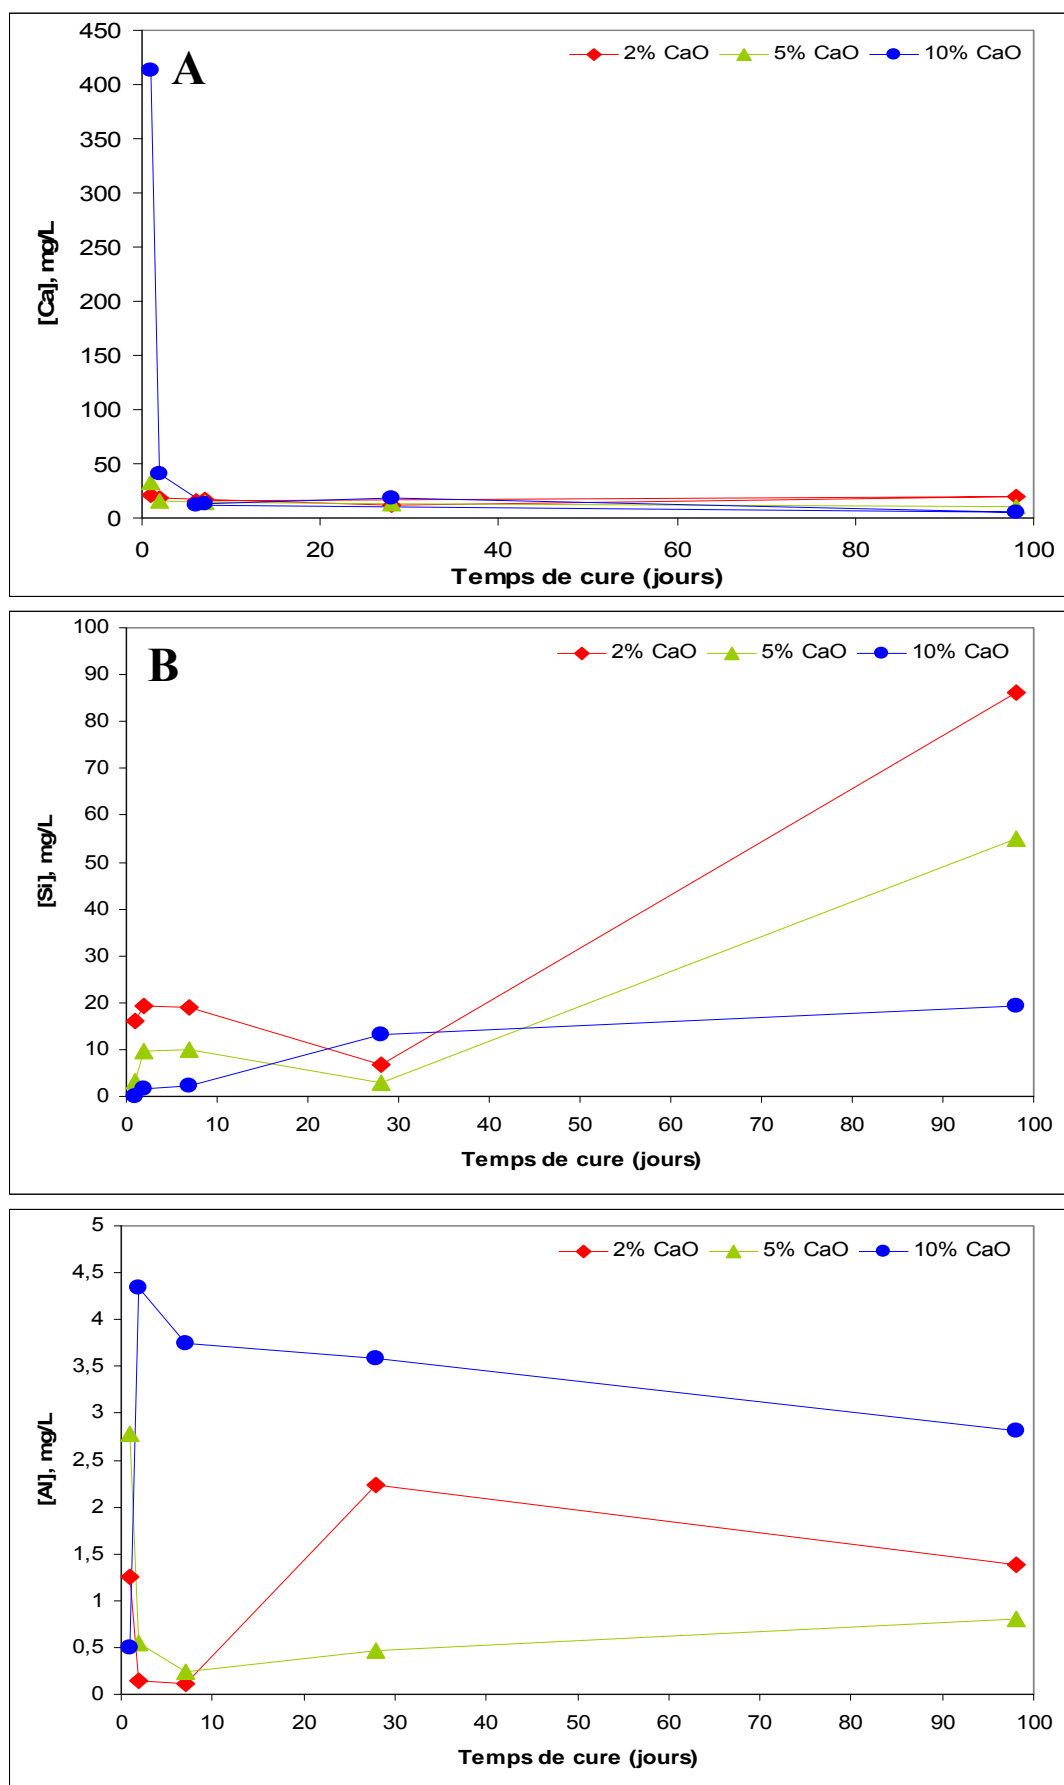 A
2% CaO 5% CaO 10% CaO
[Ca], mg/L
450
400
350
300
250
200
150
100
50
0
0 20 40 60 80 100
Temps de cure (jours)
B
2% CaO 5% CaO 10% CaO
[Si], mg/L
100
90
80
70
60
50
40
30
20
10
0
0 10 20 30 40 50 60 70 80 90 100
Temps de cure (jours)
2% CaO 5% CaO 10% CaO
[Al], mg/L
5
4,5
4
3,5
3
2,5
2
1,5
1
0,5
0
0 10 20 30 40 50 60 70 80 90 100
Temps de cure (jours)